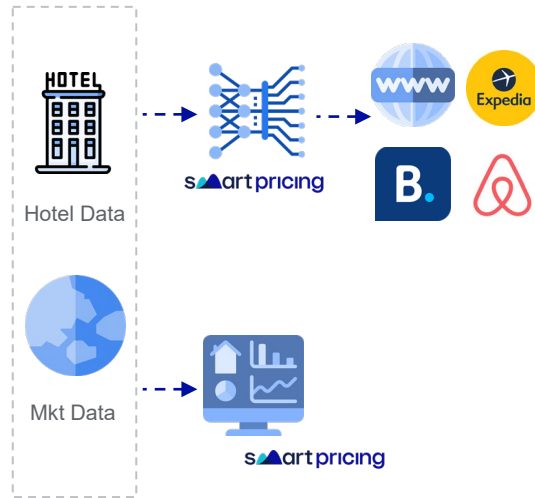 HOTEL
Hotel Data
Mkt Data
smartpricing
www
Expedia
B.
smartpricing